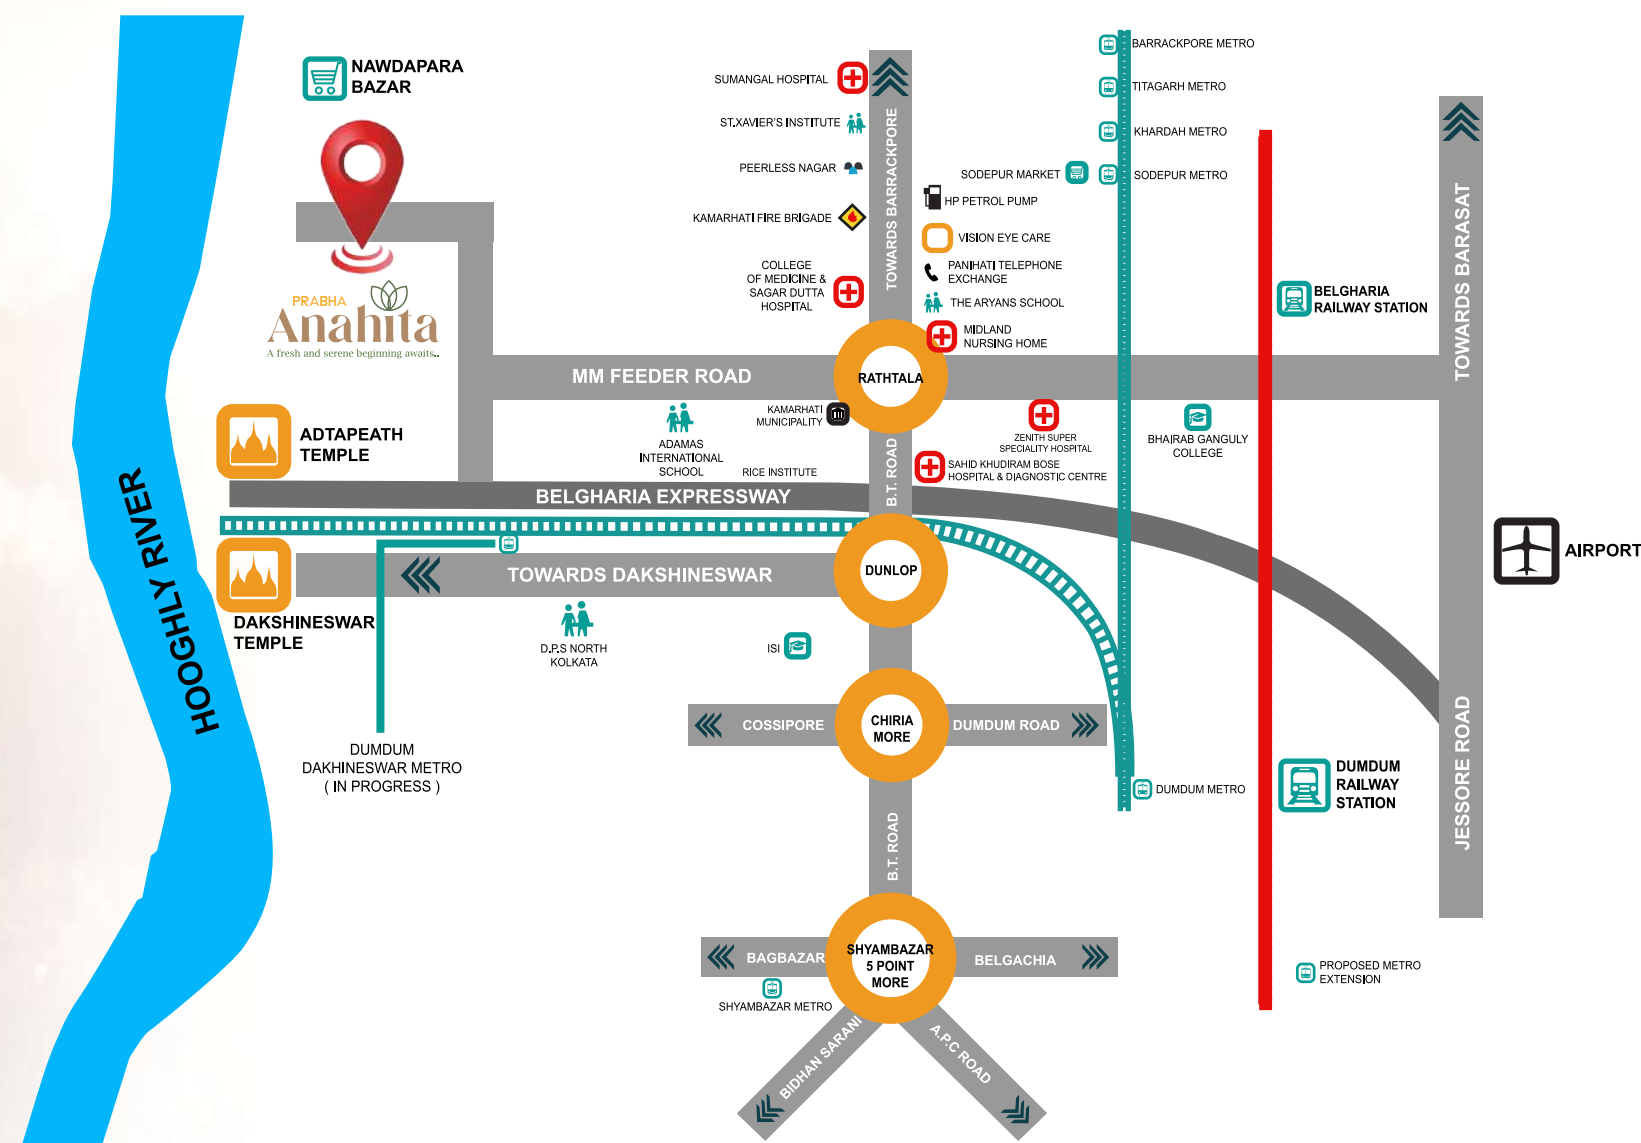 NAWDAPARA
BAZAR
PRABHA
Anahita
A fresh and serene beginning awaits..
ADTAPEATH
TEMPLE
HOOGHLY RIVER
DAKSHINESWAR
TEMPLE
DUMDUM
DAKHINESWAR METRO
( IN PROGRESS )
SUMANGAL HOSPITAL
ST.XAVIER'S INSTITUTE
PEERLESS NAGAR
KAMARHATI FIRE BRIGADE
COLLEGE
OF MEDICINE &
SAGAR DUTTA
HOSPITAL
TOWARDS BARRACKPORE
SODEPUR MARKET
HP PETROL PUMP
VISION EYE CARE
PANIHATI TELEPHONE
EXCHANGE
THE ARYANS SCHOOL
MIDLAND
NURSING HOME
BARRACKPORE METRO
TITAGARH METRO
KHARDAH METRO
SODEPUR METRO
BELGHARIA
RAILWAY STATION
TOWARDS BARASAT
MM FEEDER ROAD
RATHTALA
KAMARHATI
MUNICIPALITY
ADAMAS
INTERNATIONAL
SCHOOL
RICE INSTITUTE
B.T. ROAD
ZENITH SUPER
SPECIALITY HOSPITAL
SAHID KHUDIRAM BOSE
HOSPITAL & DIAGNOSTIC CENTRE
BHAIRAB GANGULY
COLLEGE
BELGHARIA EXPRESSWAY
AIRPORT
TOWARDS DAKSHINESWAR
DUNLOP
D.P.S NORTH
KOLKATA
ISI
COSSIPORE
CHIRIA
MORE
DUMDUM ROAD
DUMDUM METRO
DUMDUM
RAILWAY
STATION
JESSORE ROAD
B.T. ROAD
BAGBAZAR
SHYAMBAZAR
5 POINT
MORE
BELGACHIA
SHYAMBAZAR METRO
BIDHAN SARANI
A.P.C ROAD
PROPOSED METRO
EXTENSION